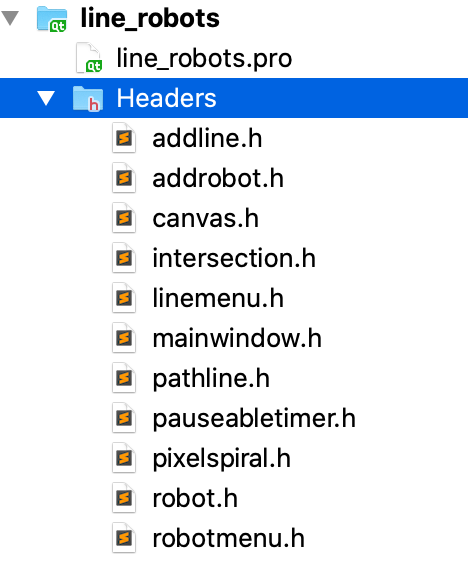 line_robots
line_robots.pro
Headers
addline.h
addrobot.h
canvas.h
intersection.h
linemenu.h
mainwindow.h
pathline.h
pauseabletimer.h
pixelspiral.h
robot.h
robotmenu.h